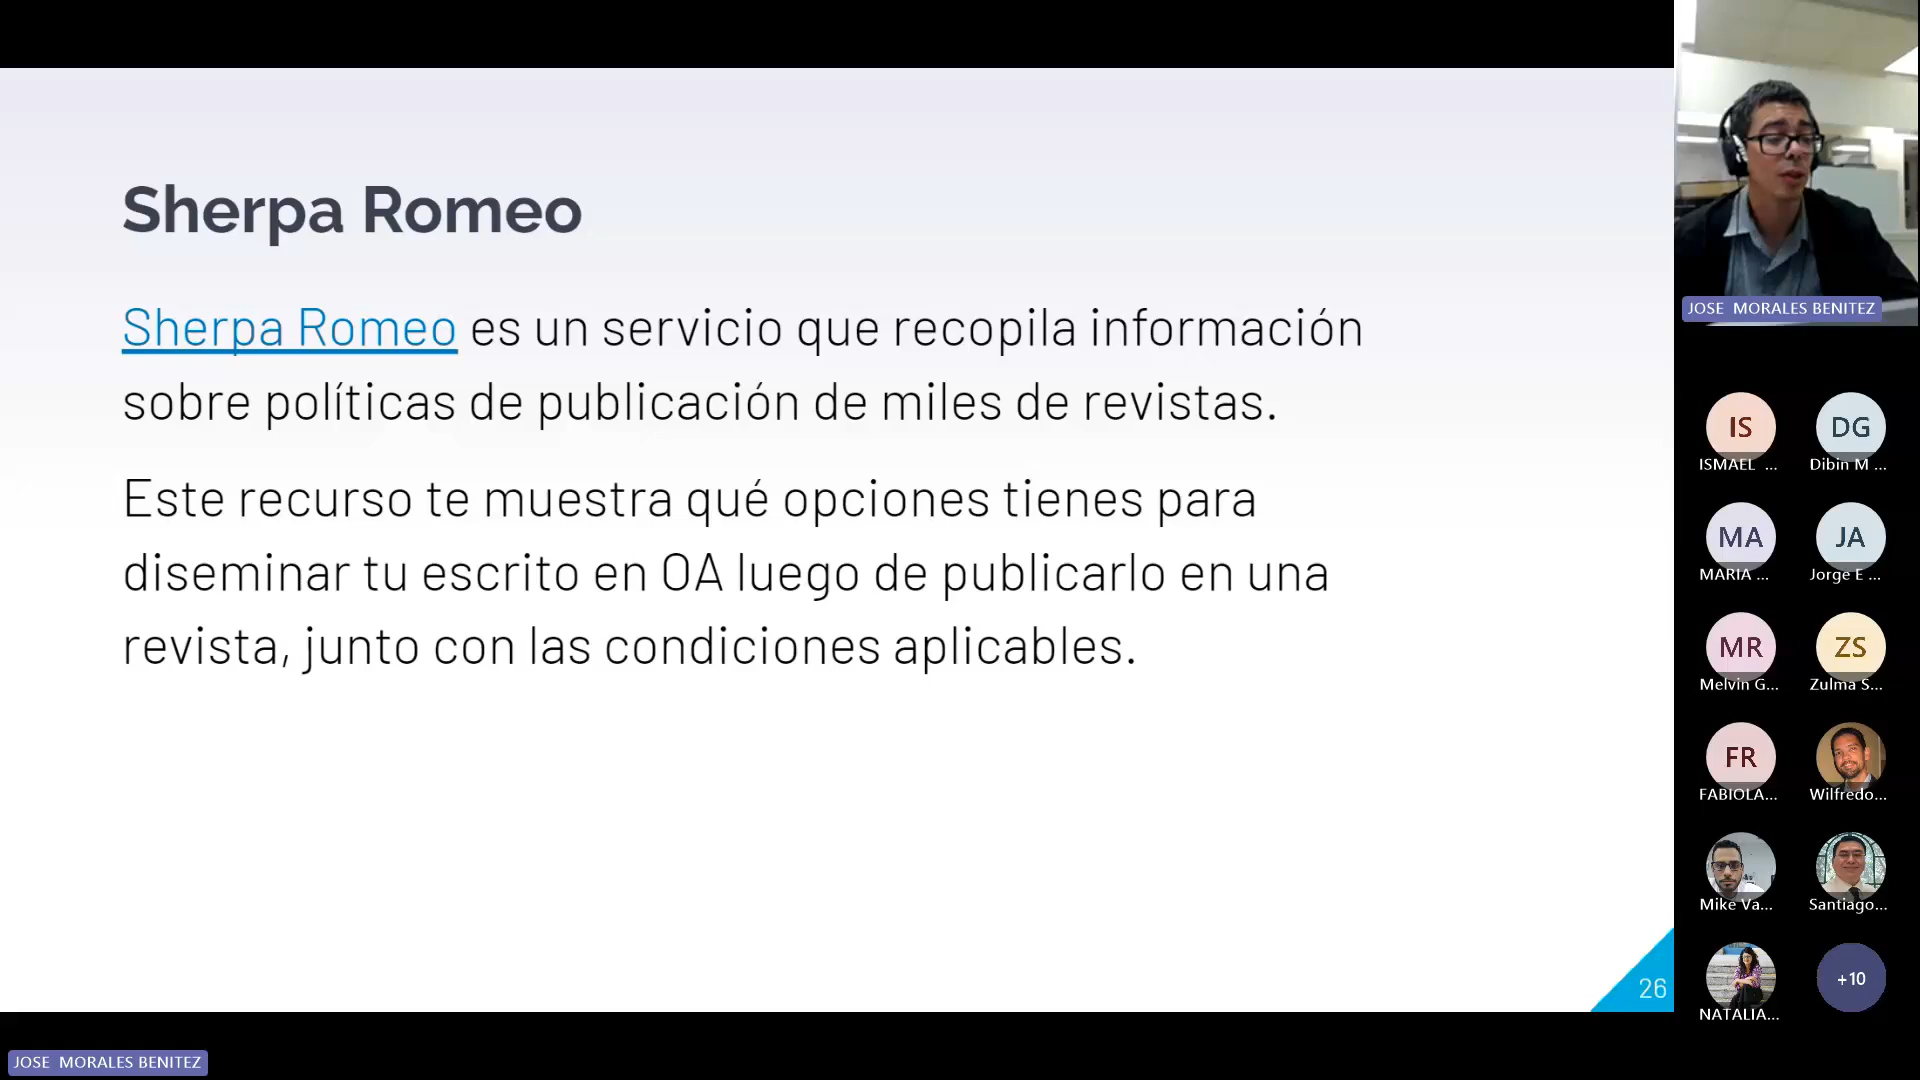 Sherpa Romeo
Sherpa Romeo es un servicio que recopila información
sobre políticas de publicación de miles de revistas.
Este recurso te muestra qué opciones tienes para
diseminar tu escrito en OA luego de publicarlo en una
revista, junto con las condiciones aplicables.
26
JOSE MORALES BENITEZ
JOSE MORALES BENITEZ
IS
ISMAEL ...
DG
Dibin M ...
MA
MARIA ...
JA
Jorge E ...
MR
Melvin G...
ZS
Zulma S...
FR
FABIOLA...
Wilfredo...
Mike Va...
Santiago...
NATALIA...
+10